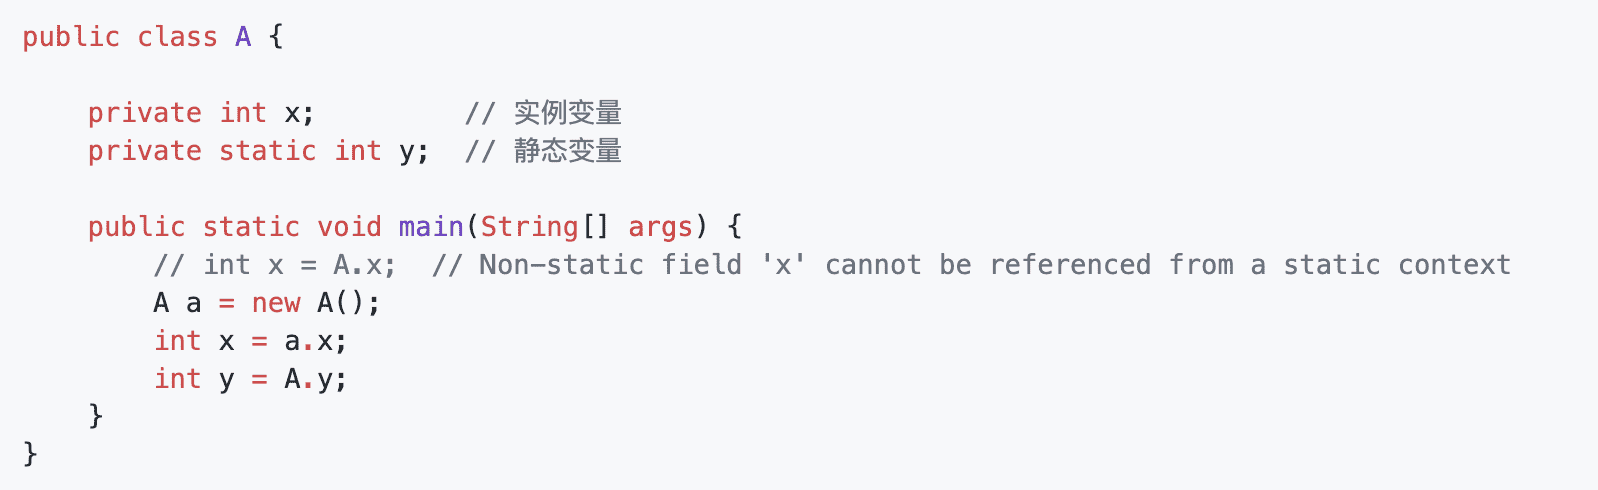 public class A {
    private int x;         // 实例变量
    private static int y;  // 静态变量
    public static void main(String[] args) {
        // int x = A.x;  // Non-static field 'x' cannot be referenced from a static context
        A a = new A();
        int x = a.x;
        int y = A.y;
    }
}